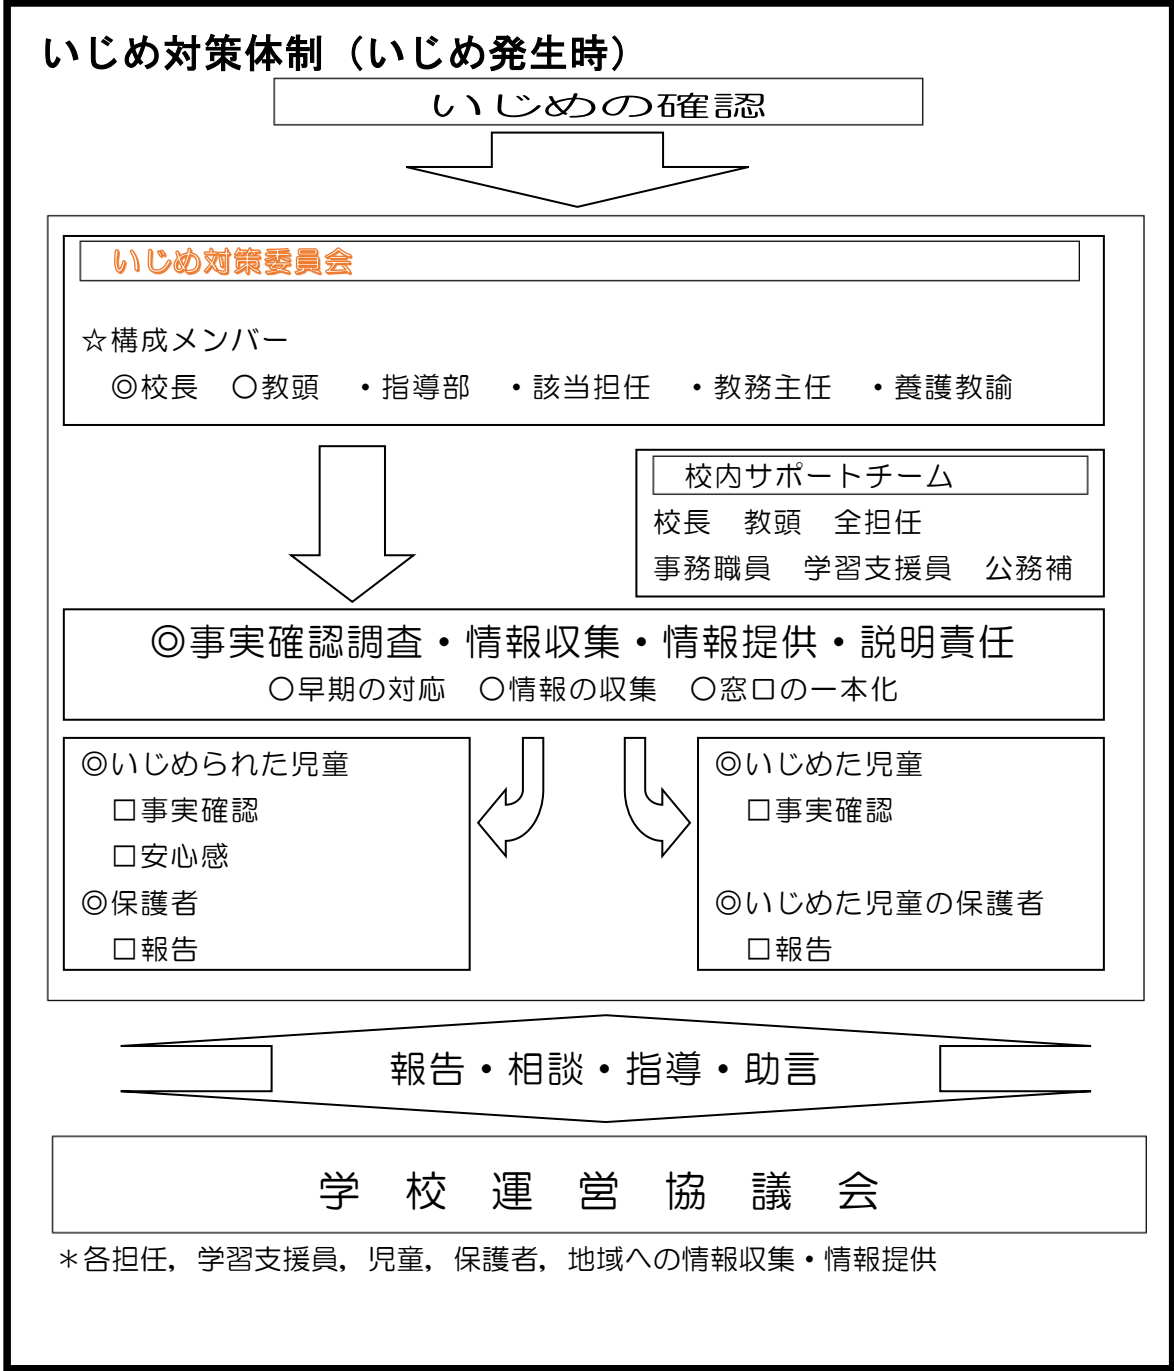 いじめ対策体制（いじめ発生時）
いじめの確認
いじめ対策委員会
☆構成メンバー
◎校長　○教頭　・指導部　・該当担任　・教務主任　・養護教諭
校内サポートチーム
校長　教頭　全担任
事務職員　学習支援員　公務補
◎事実確認調査・情報収集・情報提供・説明責任
○早期の対応　○情報の収集　○窓口の一本化
◎いじめられた児童
□事実確認
□安心感
◎保護者
□報告
◎いじめた児童
□事実確認
◎いじめた児童の保護者
□報告
報告・相談・指導・助言
学　校　運　営　協　議　会
＊各担任，学習支援員，児童，保護者，地域への情報収集・情報提供